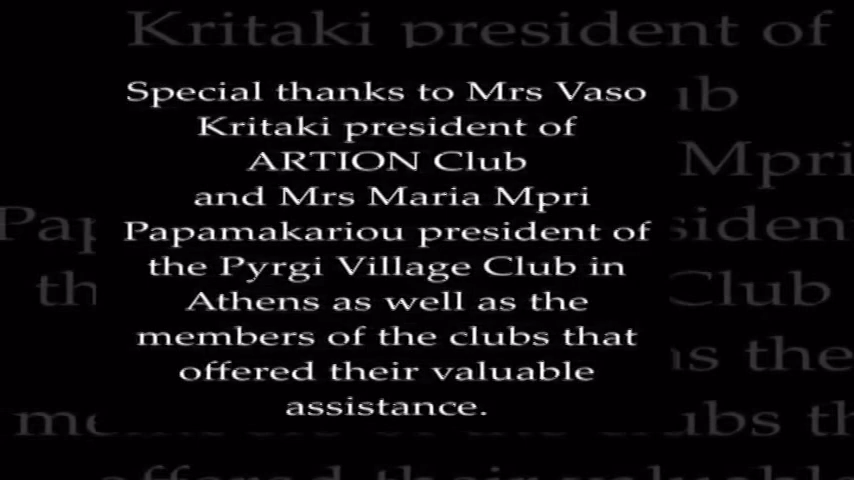 Special thanks to Mrs Vaso
Kritaki president of
ARTION Club
and Mrs Maria Mpri
Papamakariou president of
the Pyrgi Village Club in
Athens as well as the
members of the clubs that
offered their valuable
assistance.